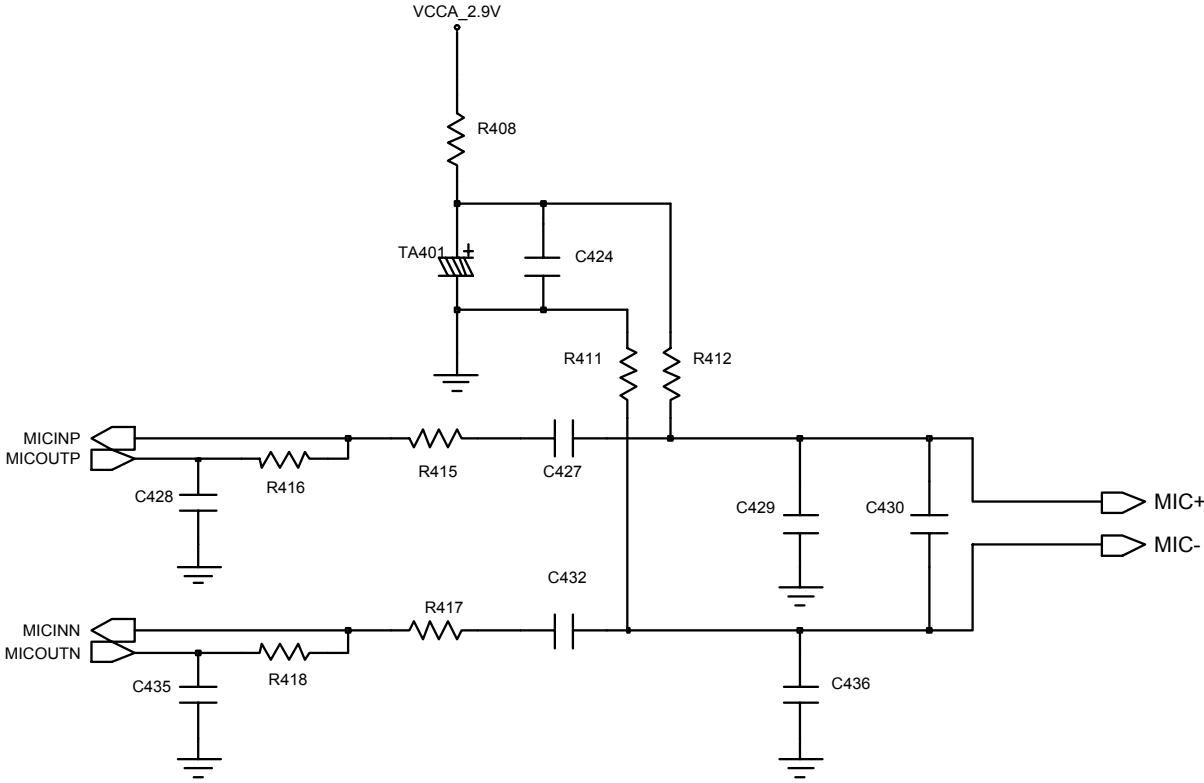 VCCA_2.9V
R408
TA401
+
C424
R411
R412
MICINP
MICOUTP
R415
C427
R416
C428
C429
C430
MIC+
MIC-
C432
R417
MICINN
MICOUTN
R418
C435
C436